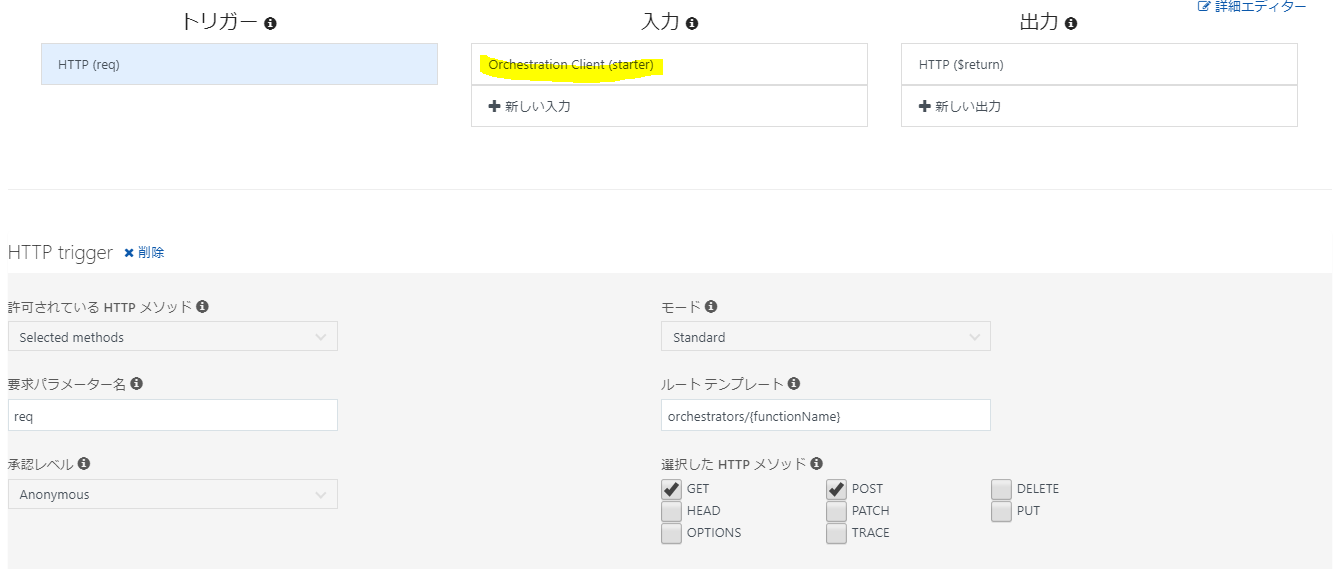 詳細エディター
トリガー 入力 出力
HTTP (req) Orchestration Client (starter) HTTP ($return)
新しい入力 新しい出力
HTTP trigger 削除
許可されている HTTP メソッド モード
Selected methods Standard
要求パラメーター名 ルート テンプレート
req orchestrators/{functionName}
承認レベル 選択した HTTP メソッド
Anonymous GET POST DELETE
HEAD PATCH PUT
OPTIONS TRACE